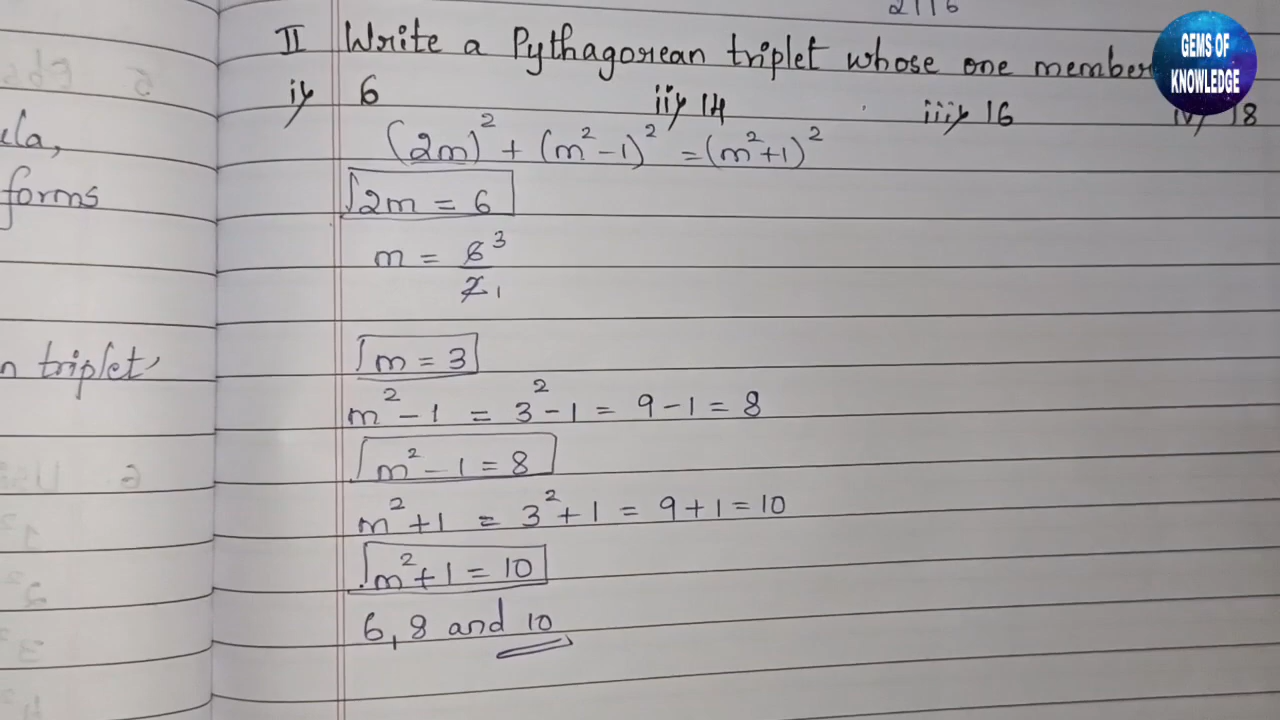 2116
II Write a Pythagorean triplet whose one member
i) 6 ii) 14 iii) 16 iv) 18
(2m)² + (m²-1)² = (m²+1)²
2m = 6
m = 6 3
2 1
m = 3
m² - 1 = 3² - 1 = 9 - 1 = 8
m² - 1 = 8
m² + 1 = 3² + 1 = 9 + 1 = 10
m² + 1 = 10
6, 8 and 10
forms
n triplet
GEMS OF
KNOWLEDGE